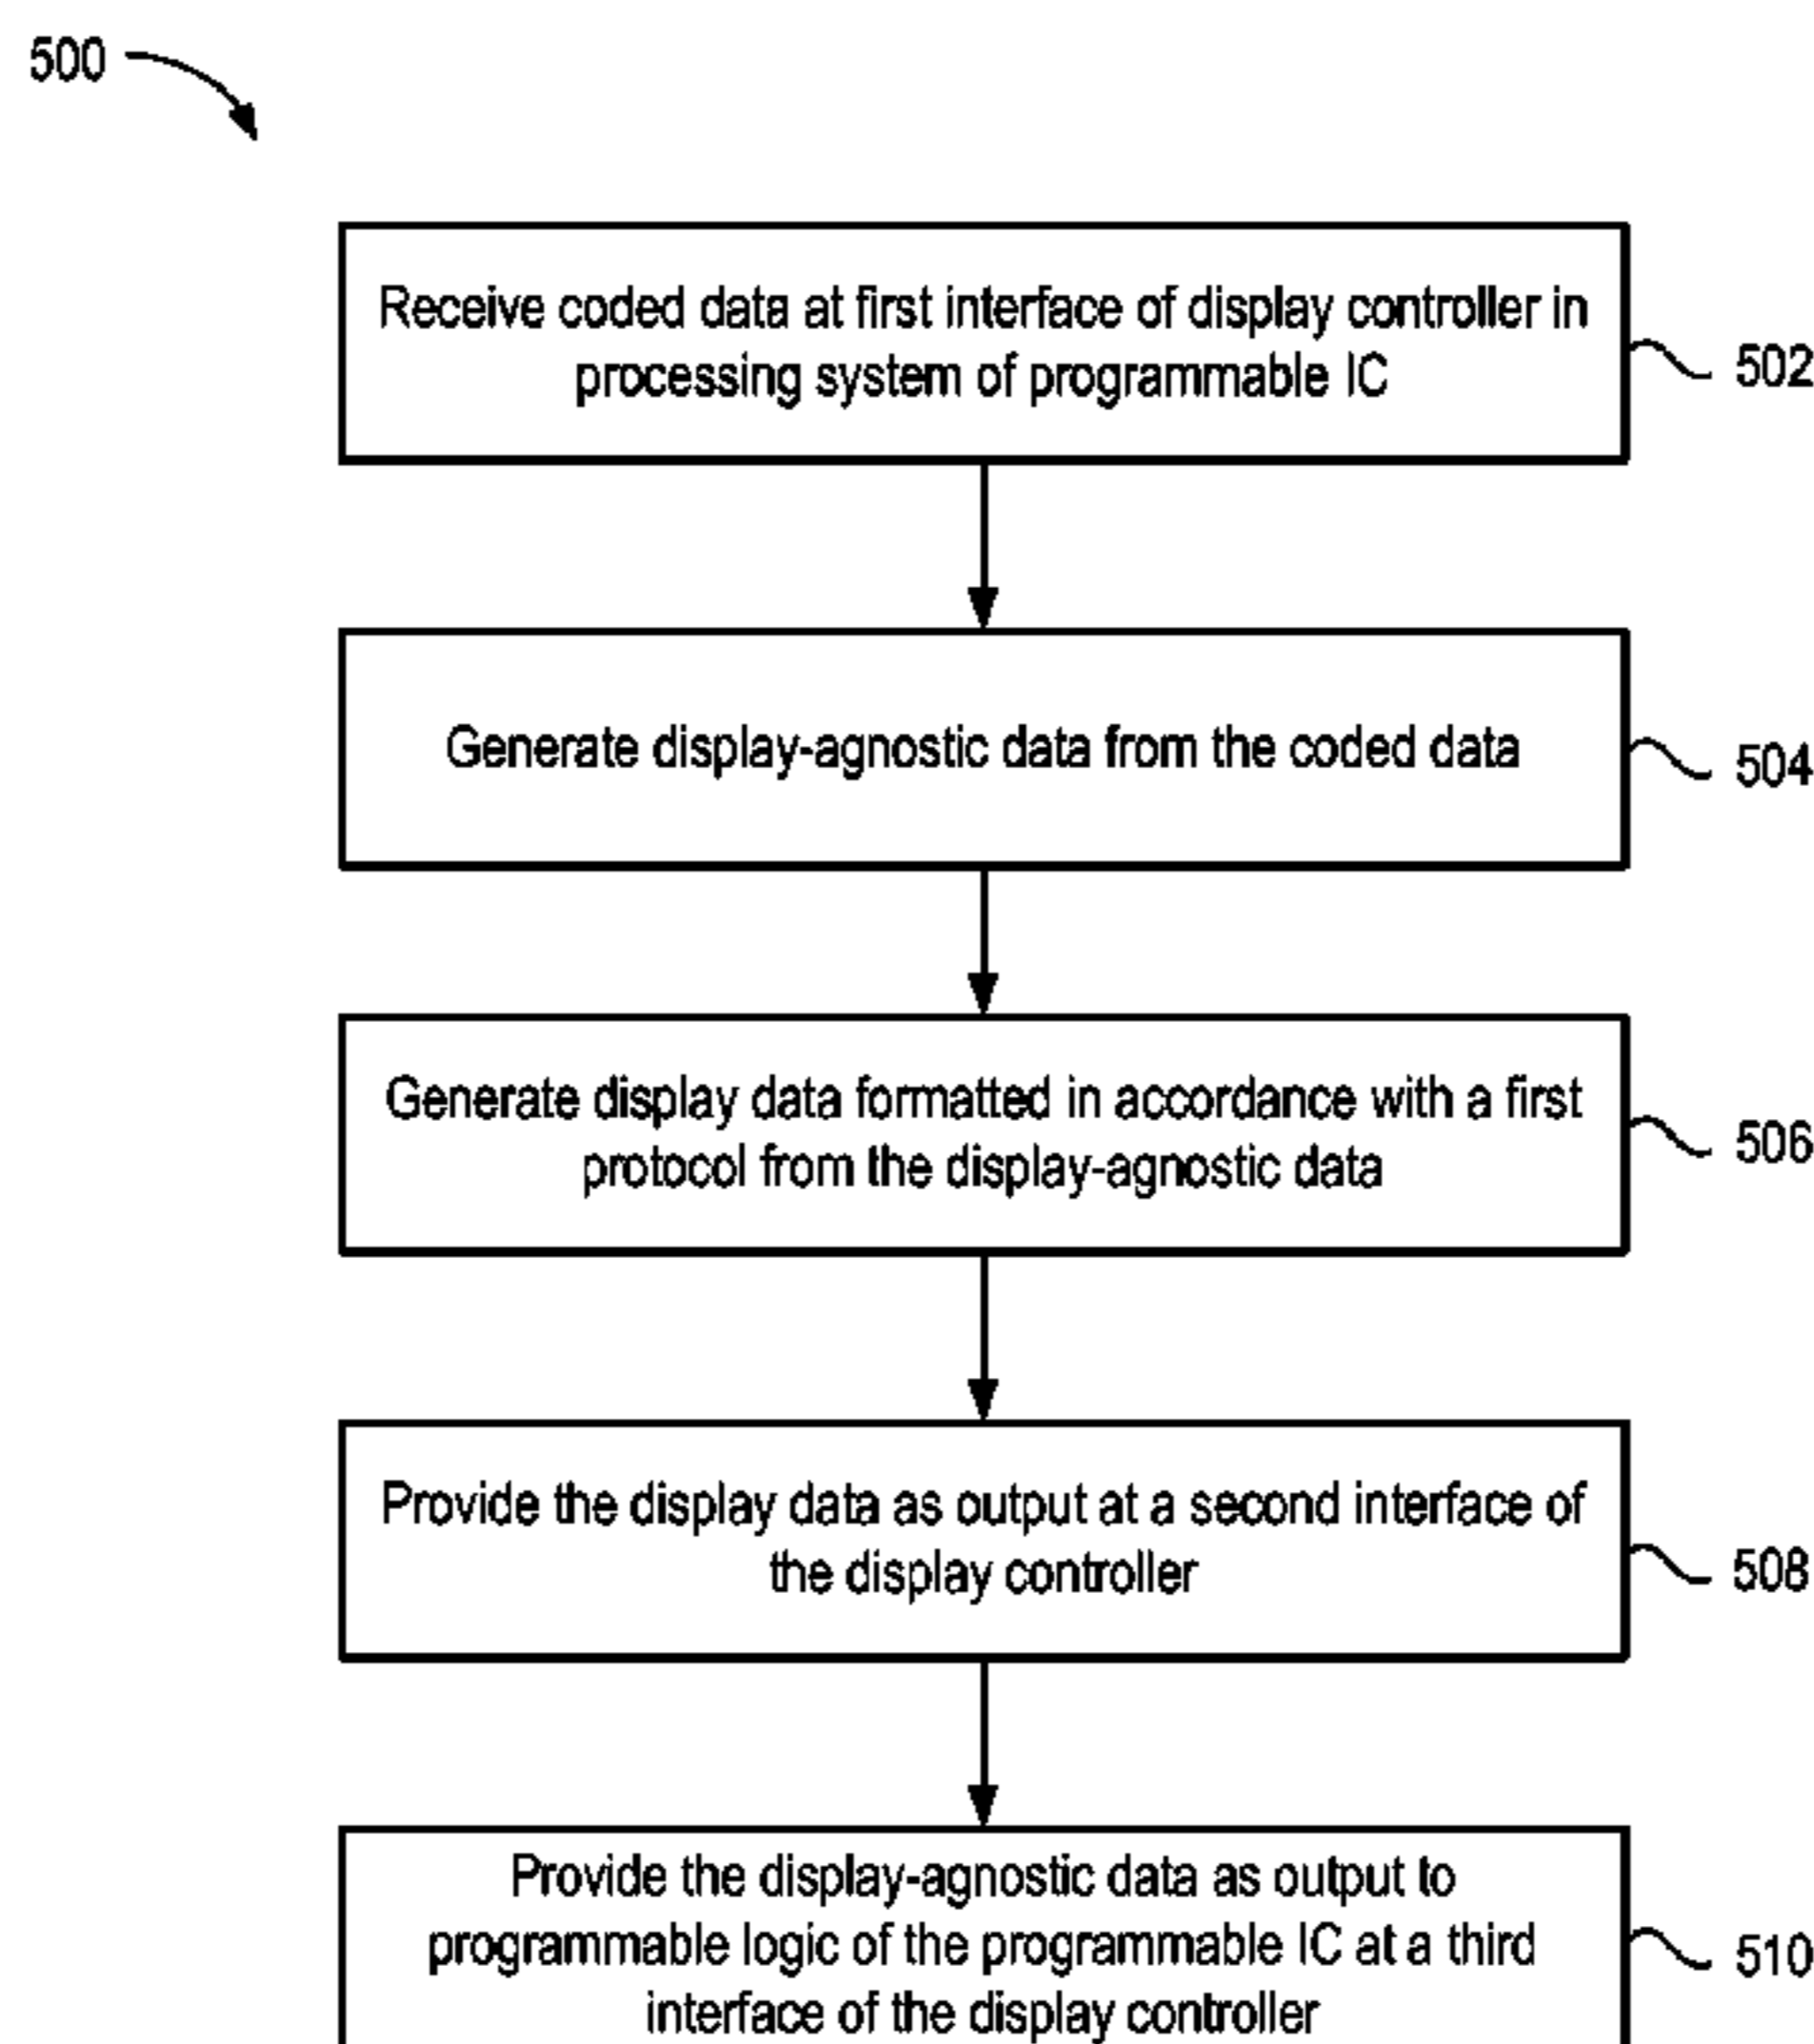 500
Receive coded data at first interface of display controller in
processing system of programmable IC
502
Generate display-agnostic data from the coded data
504
Generate display data formatted in accordance with a first
protocol from the display-agnostic data
506
Provide the display data as output at a second interface of
the display controller
508
Provide the display-agnostic data as output to
programmable logic of the programmable IC at a third
interface of the display controller
510